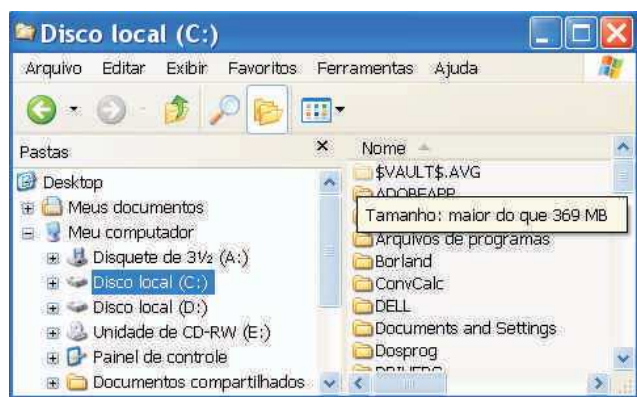 Disco local (C:)
Arquivo Editar Exibir Favoritos Ferramentas Ajuda
Pastas
Desktop
Meus documentos
Meu computador
Disquete de 3½ (A:)
Disco local (C:)
Disco local (D:)
Unidade de CD-RW (E:)
Painel de controle
Documentos compartilhados
Nome
$VAULT$.AVG
ADOBEAPP
Tamanho: maior do que 369 MB
Arquivos de programas
Borland
ConvCalc
DELL
Documents and Settings
Dosprog
DRIVERS